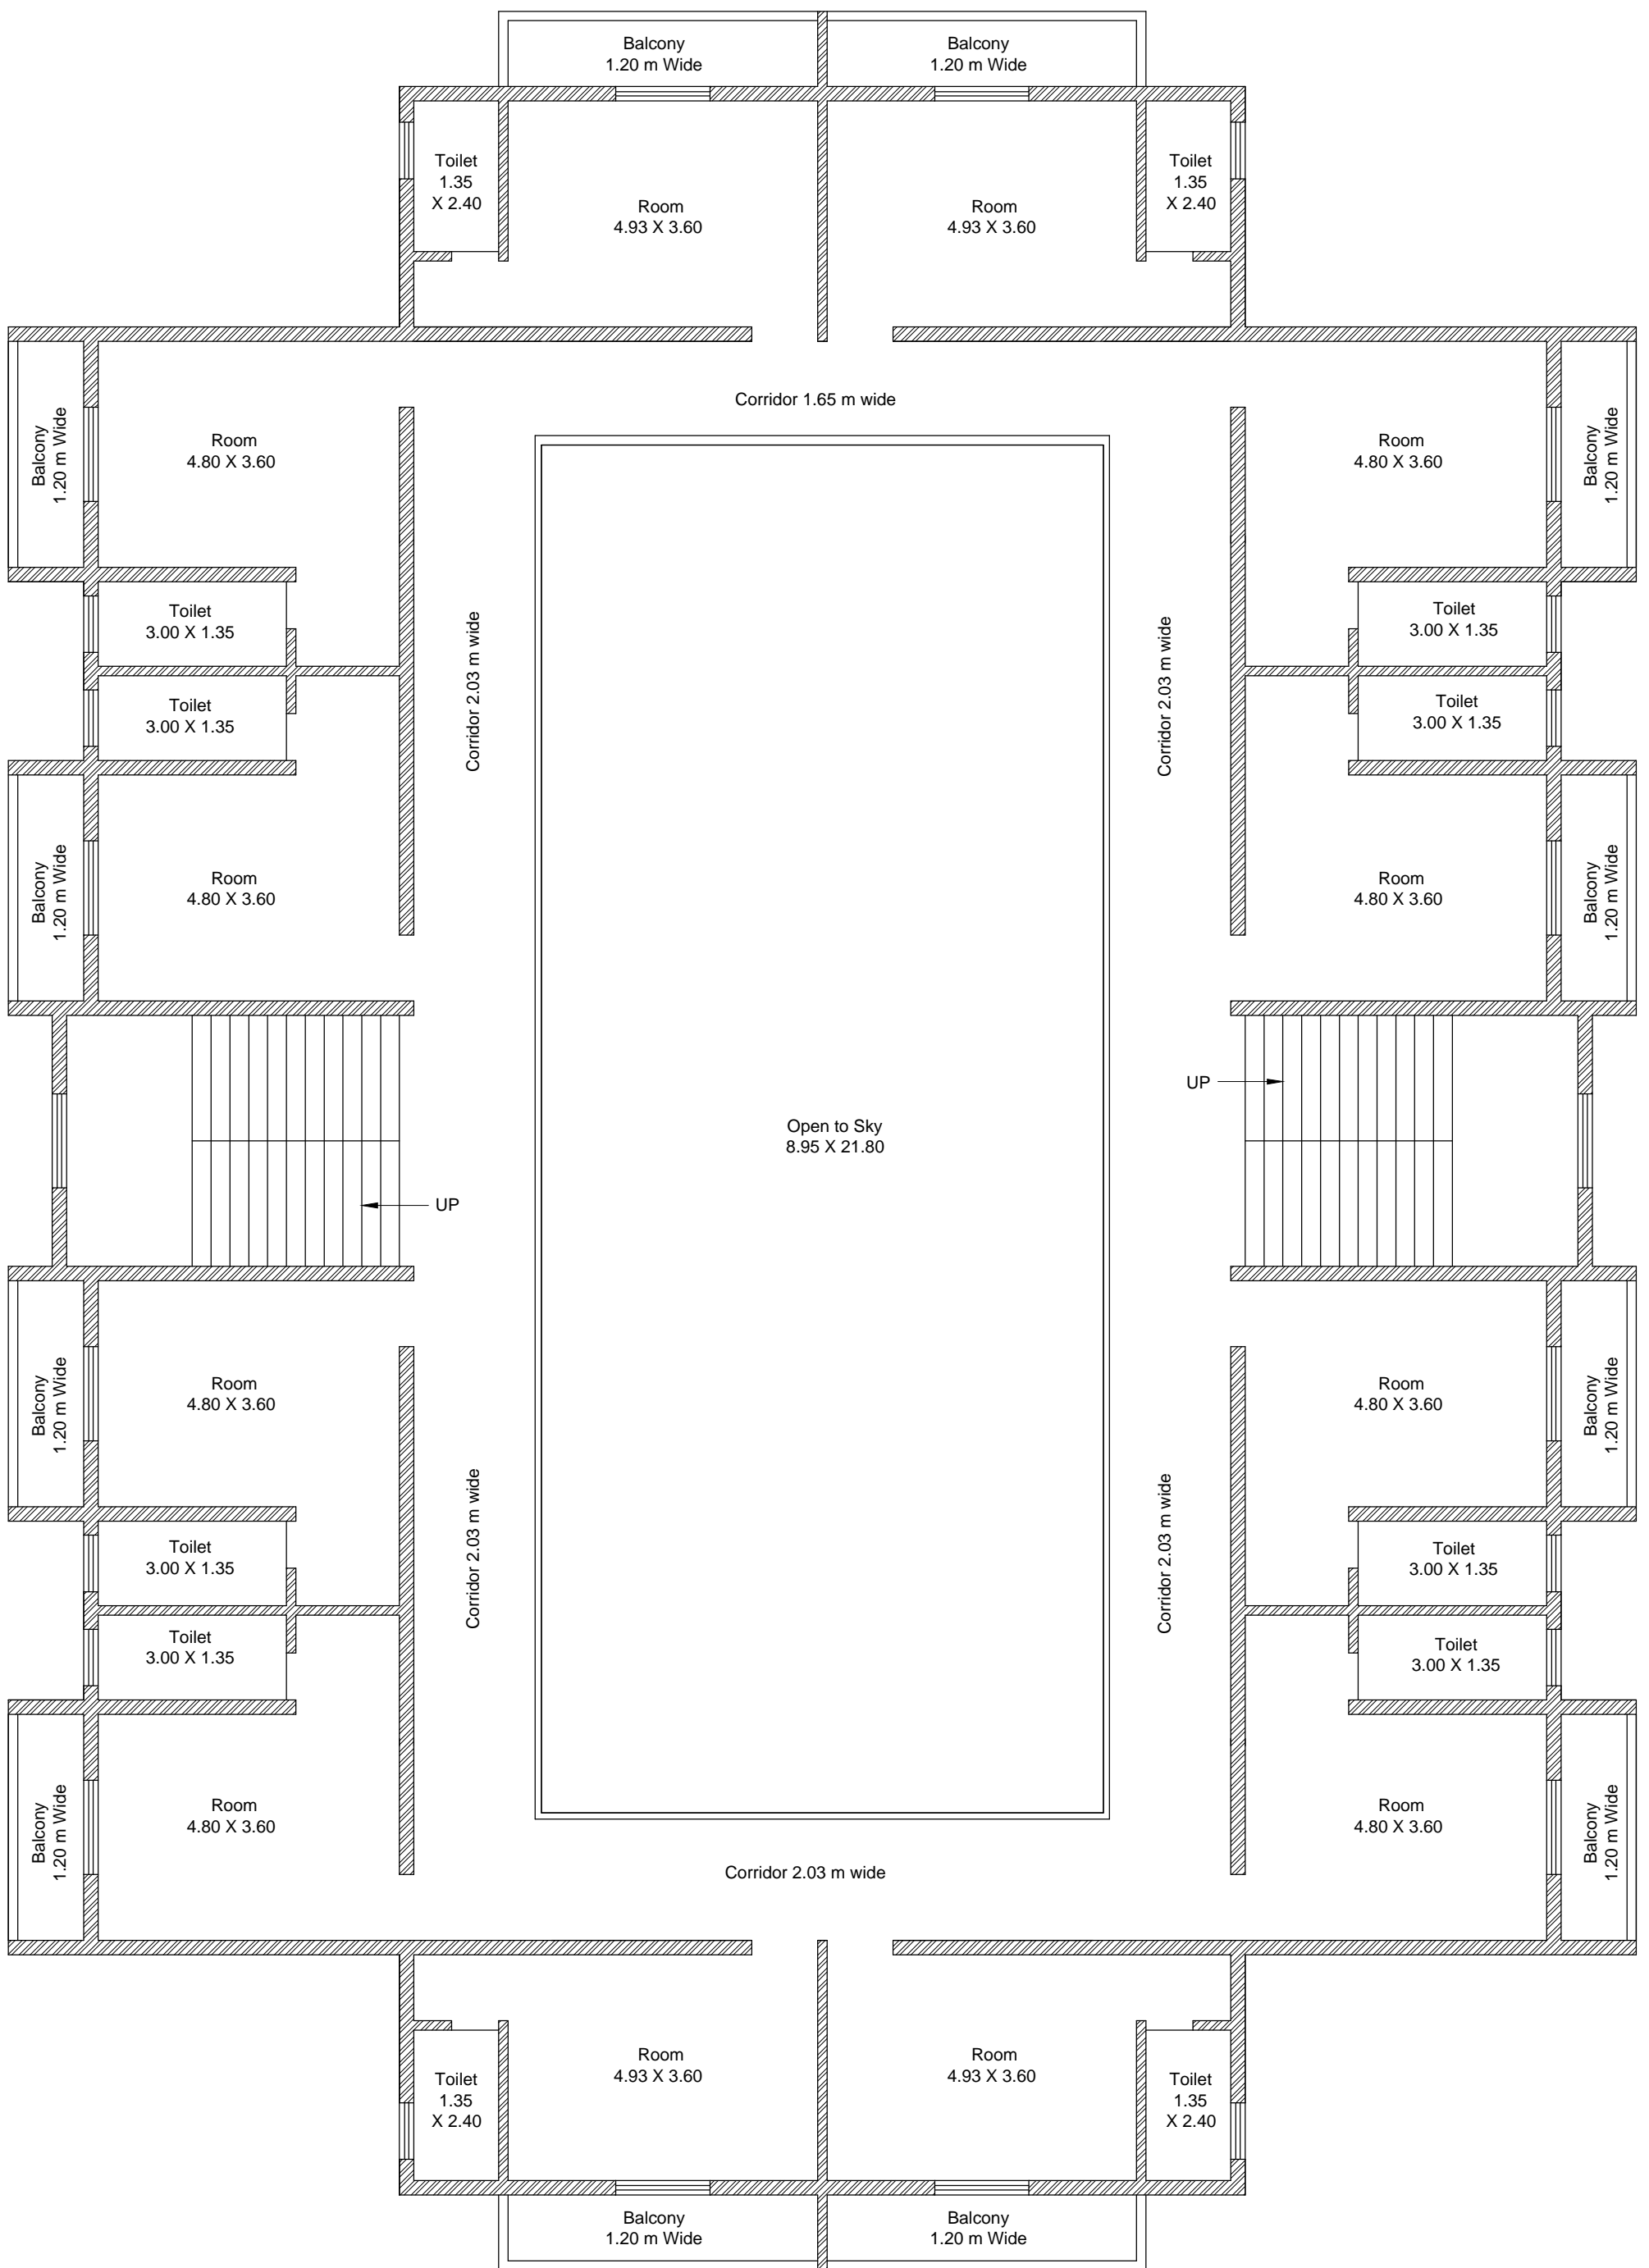 Balcony
1.20 m Wide
Balcony
1.20 m Wide
Toilet
1.35
X 2.40
Room
4.93 X 3.60
Room
4.93 X 3.60
Toilet
1.35
X 2.40
Corridor 1.65 m wide
Balcony
1.20 m Wide
Room
4.80 X 3.60
Room
4.80 X 3.60
Balcony
1.20 m Wide
Toilet
3.00 X 1.35
Corridor 2.03 m wide
Corridor 2.03 m wide
Toilet
3.00 X 1.35
Toilet
3.00 X 1.35
Toilet
3.00 X 1.35
Balcony
1.20 m Wide
Room
4.80 X 3.60
Room
4.80 X 3.60
Balcony
1.20 m Wide
UP
Open to Sky
8.95 X 21.80
UP
Balcony
1.20 m Wide
Room
4.80 X 3.60
Room
4.80 X 3.60
Balcony
1.20 m Wide
Toilet
3.00 X 1.35
Corridor 2.03 m wide
Corridor 2.03 m wide
Toilet
3.00 X 1.35
Toilet
3.00 X 1.35
Toilet
3.00 X 1.35
Balcony
1.20 m Wide
Room
4.80 X 3.60
Room
4.80 X 3.60
Balcony
1.20 m Wide
Corridor 2.03 m wide
Toilet
1.35
X 2.40
Room
4.93 X 3.60
Room
4.93 X 3.60
Toilet
1.35
X 2.40
Balcony
1.20 m Wide
Balcony
1.20 m Wide